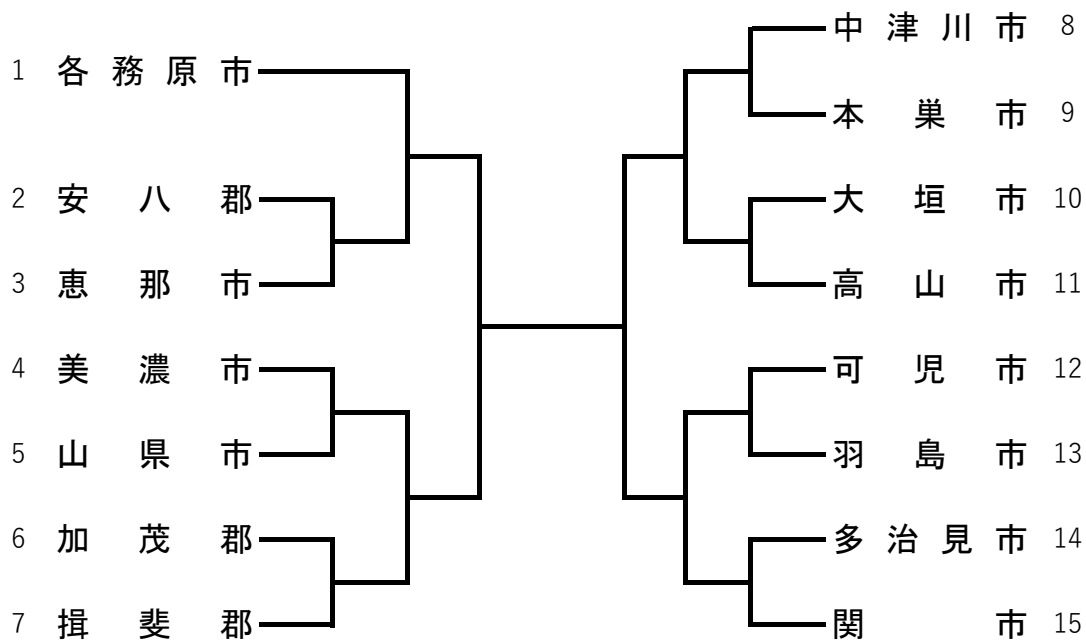 1 各務原市
2 安八郡
3 恵那市
4 美濃市
5 山県市
6 加茂郡
7 揖斐郡
中津川市 8
本巣市 9
大垣市 10
高山市 11
可児市 12
羽島市 13
多治見市 14
関市 15